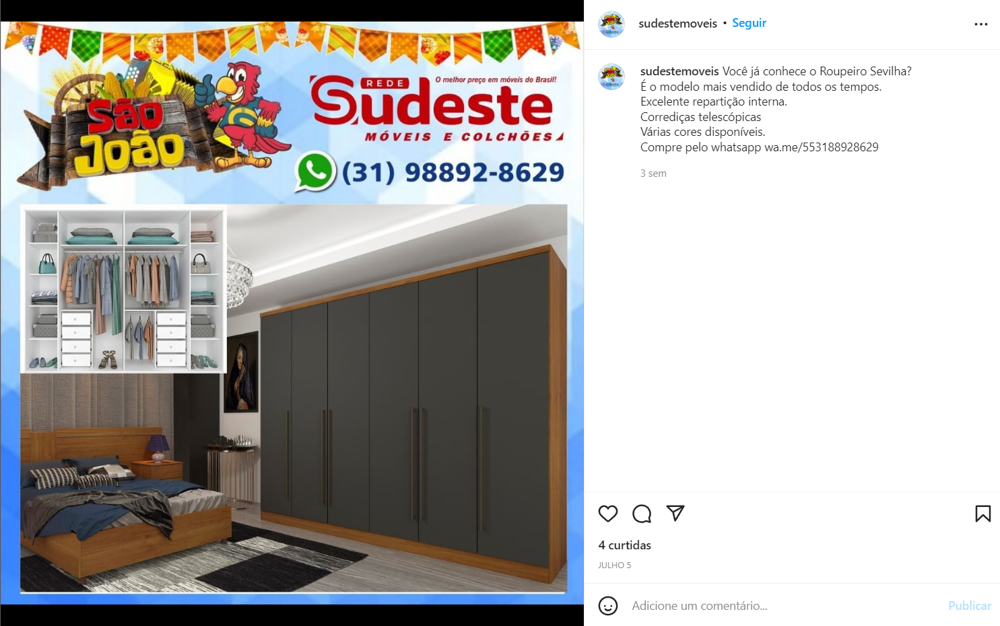 São
João
REDE
O melhor preço em móveis do Brasil!
Sudeste
MÓVEIS E COLCHÕES
(31) 98892-8629
sudestemoveis • Seguir
sudestemoveis Você já conhece o Roupeiro Sevilha?
É o modelo mais vendido de todos os tempos.
Excelente repartição interna.
Corrediças telescópicas
Várias cores disponíveis.
Compre pelo whatsapp wa.me/553188928629
3 sem
4 curtidas
JULHO 5
Adicione um comentário...
Publicar